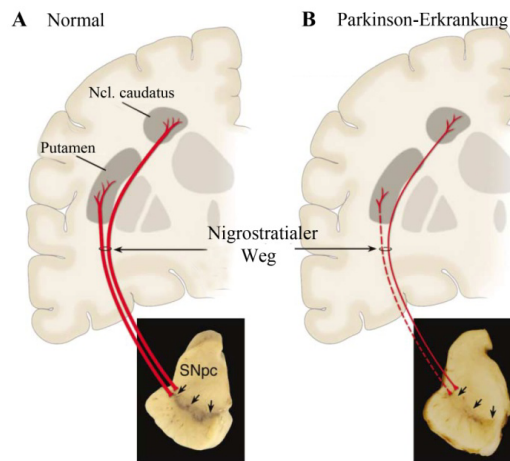 A Normal
B Parkinson-Erkrankung
Ncl. caudatus
Putamen
Nigrostratialer
Weg
SNpc